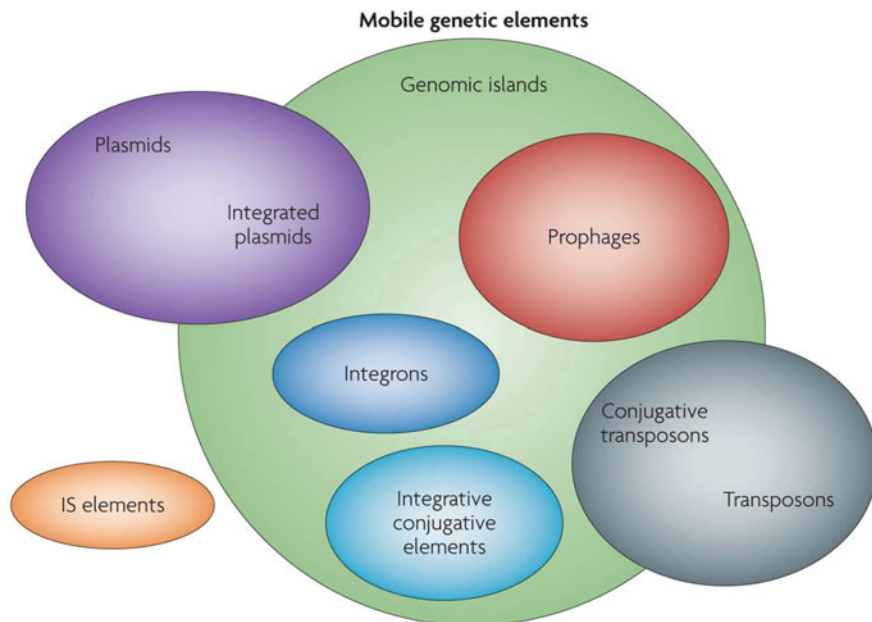 Mobile genetic elements
Genomic islands
Plasmids
Integrated
plasmids
Prophages
Integrons
Conjugative
transposons
Transposons
IS elements
Integrative
conjugative
elements